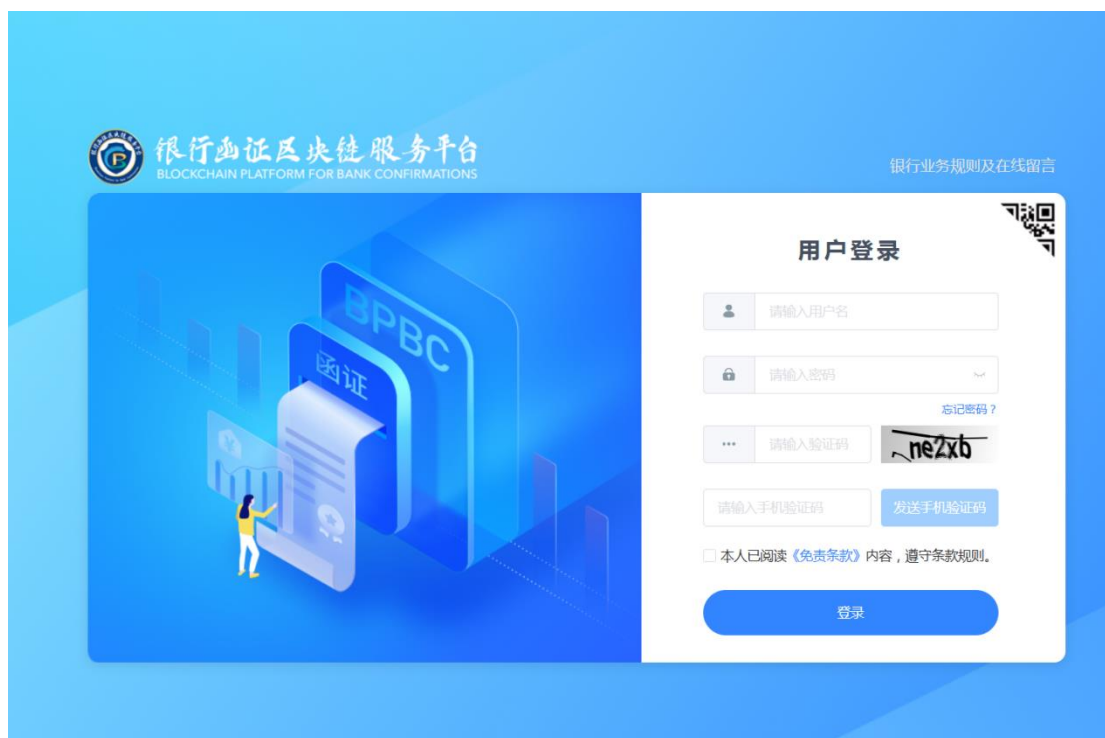 银行函证区块链服务平台
BLOCKCHAIN PLATFORM FOR BANK CONFIRMATIONS
银行业务规则及在线留言
BPBC
函证
用户登录
请输入用户名
请输入密码
忘记密码？
请输入验证码
ne2xb
请输入手机验证码
发送手机验证码
本人已阅读《免责条款》内容，遵守条款规则。
登录